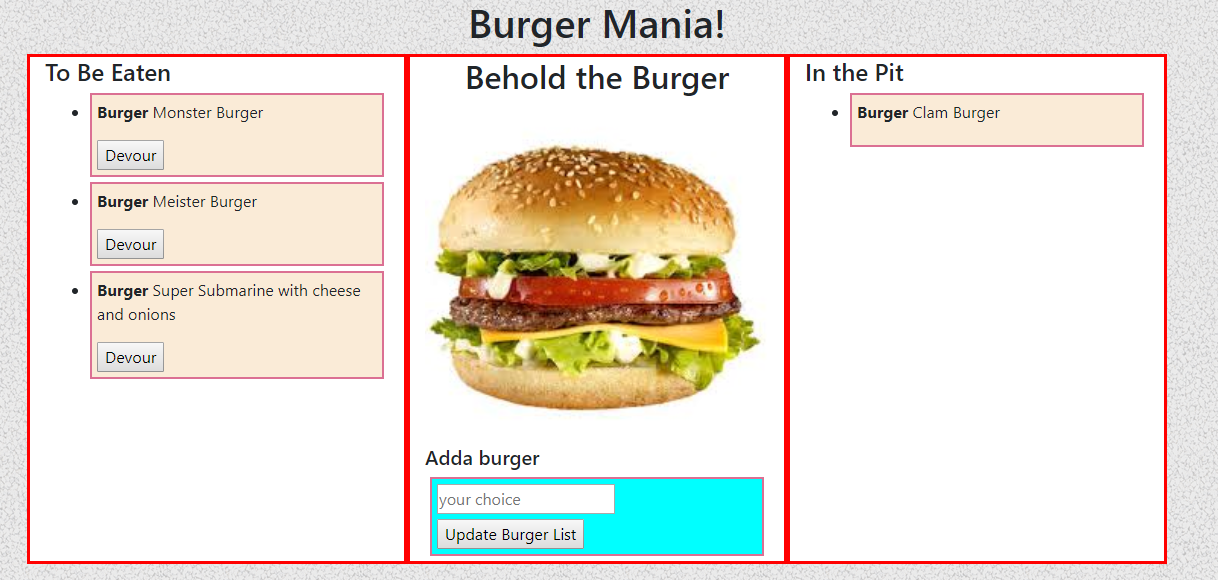 Burger Mania!
To Be Eaten
Burger Monster Burger
Devour
Burger Meister Burger
Devour
Burger Super Submarine with cheese
and onions
Devour
Behold the Burger
Adda burger
your choice
Update Burger List
In the Pit
Burger Clam Burger